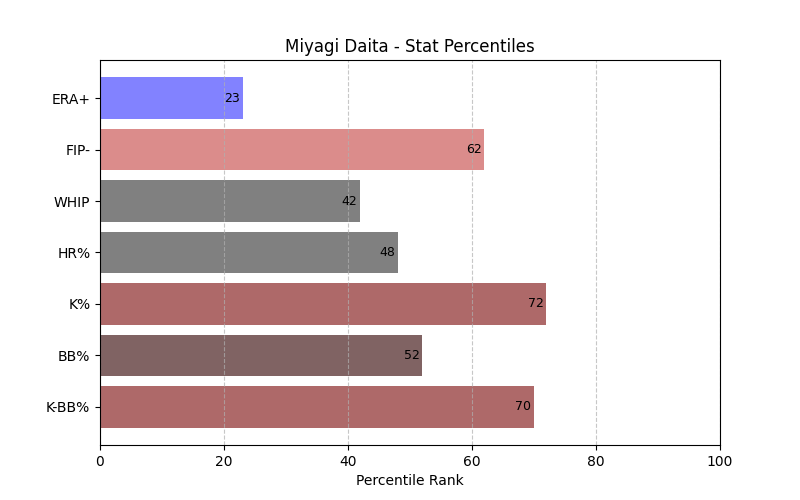 Miyagi Daita - Stat Percentiles
ERA+ 23
FIP- 62
WHIP 42
HR% 48
K% 72
BB% 52
K-BB% 70
0 20 40 60 80 100
Percentile Rank